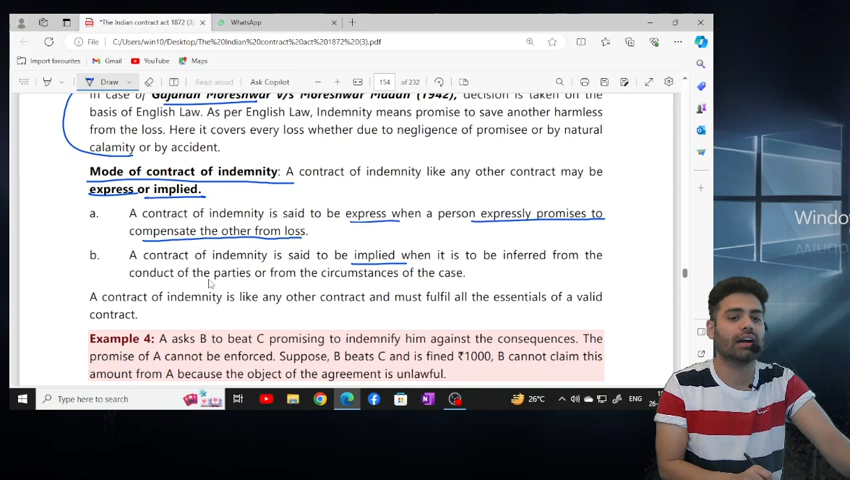 *The Indian contract act 1872 (3).
WhatsApp
File
C:/Users/win10/Desktop/The%20Indian%20contract%20act%201872%20(3).pdf
Import favourites
Gmail
YouTube
Maps
Draw
Read aloud
Ask Copilot
154
of 232
In case of Gajanan Moreshwar v/s Moreshwar Madan (1942), decision is taken on the
basis of English Law. As per English Law, Indemnity means promise to save another harmless
from the loss. Here it covers every loss whether due to negligence of promisee or by natural
calamity or by accident.
Mode of contract of indemnity: A contract of indemnity like any other contract may be
express or implied.
a. A contract of indemnity is said to be express when a person expressly promises to
compensate the other from loss.
b. A contract of indemnity is said to be implied when it is to be inferred from the
conduct of the parties or from the circumstances of the case.
A contract of indemnity is like any other contract and must fulfil all the essentials of a valid
contract.
Example 4: A asks B to beat C promising to indemnify him against the consequences. The
promise of A cannot be enforced. Suppose, B beats C and is fined ₹1000, B cannot claim this
amount from A because the object of the agreement is unlawful.
Type here to search
26°C
ENG
Window